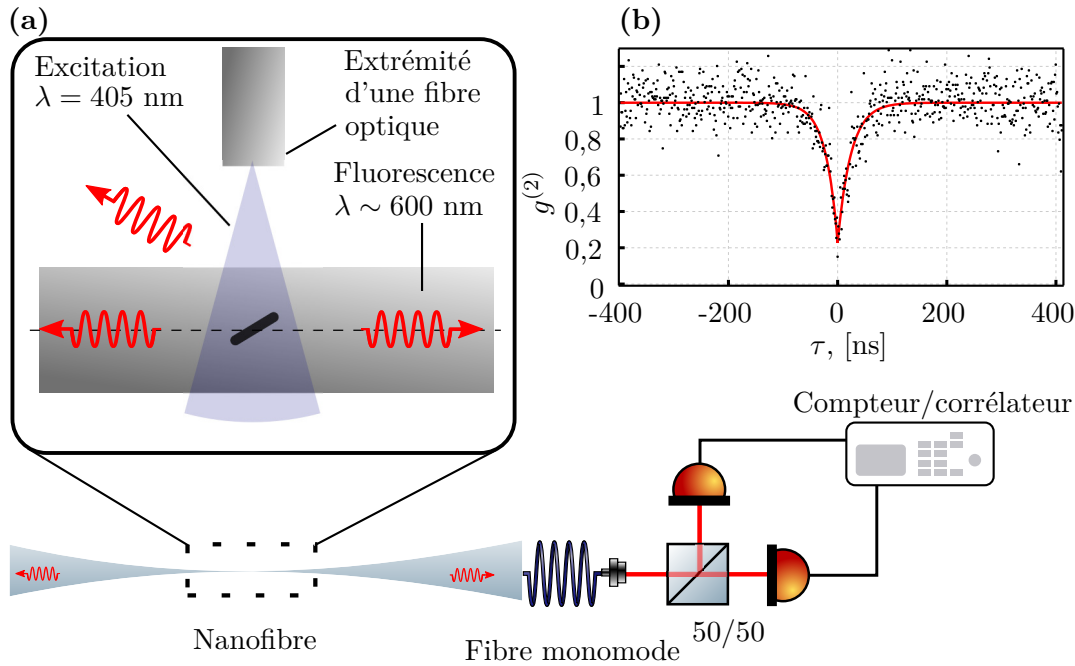 (a)
Excitation
λ = 405 nm
Extrémité
d'une fibre
optique
Fluorescence
λ ∼ 600 nm
(b)
g(2)
1
0,8
0,6
0,4
0,2
0
-400
-200
0
200
400
τ, [ns]
Compteur/corrélateur
Nanofibre
Fibre monomode
50/50